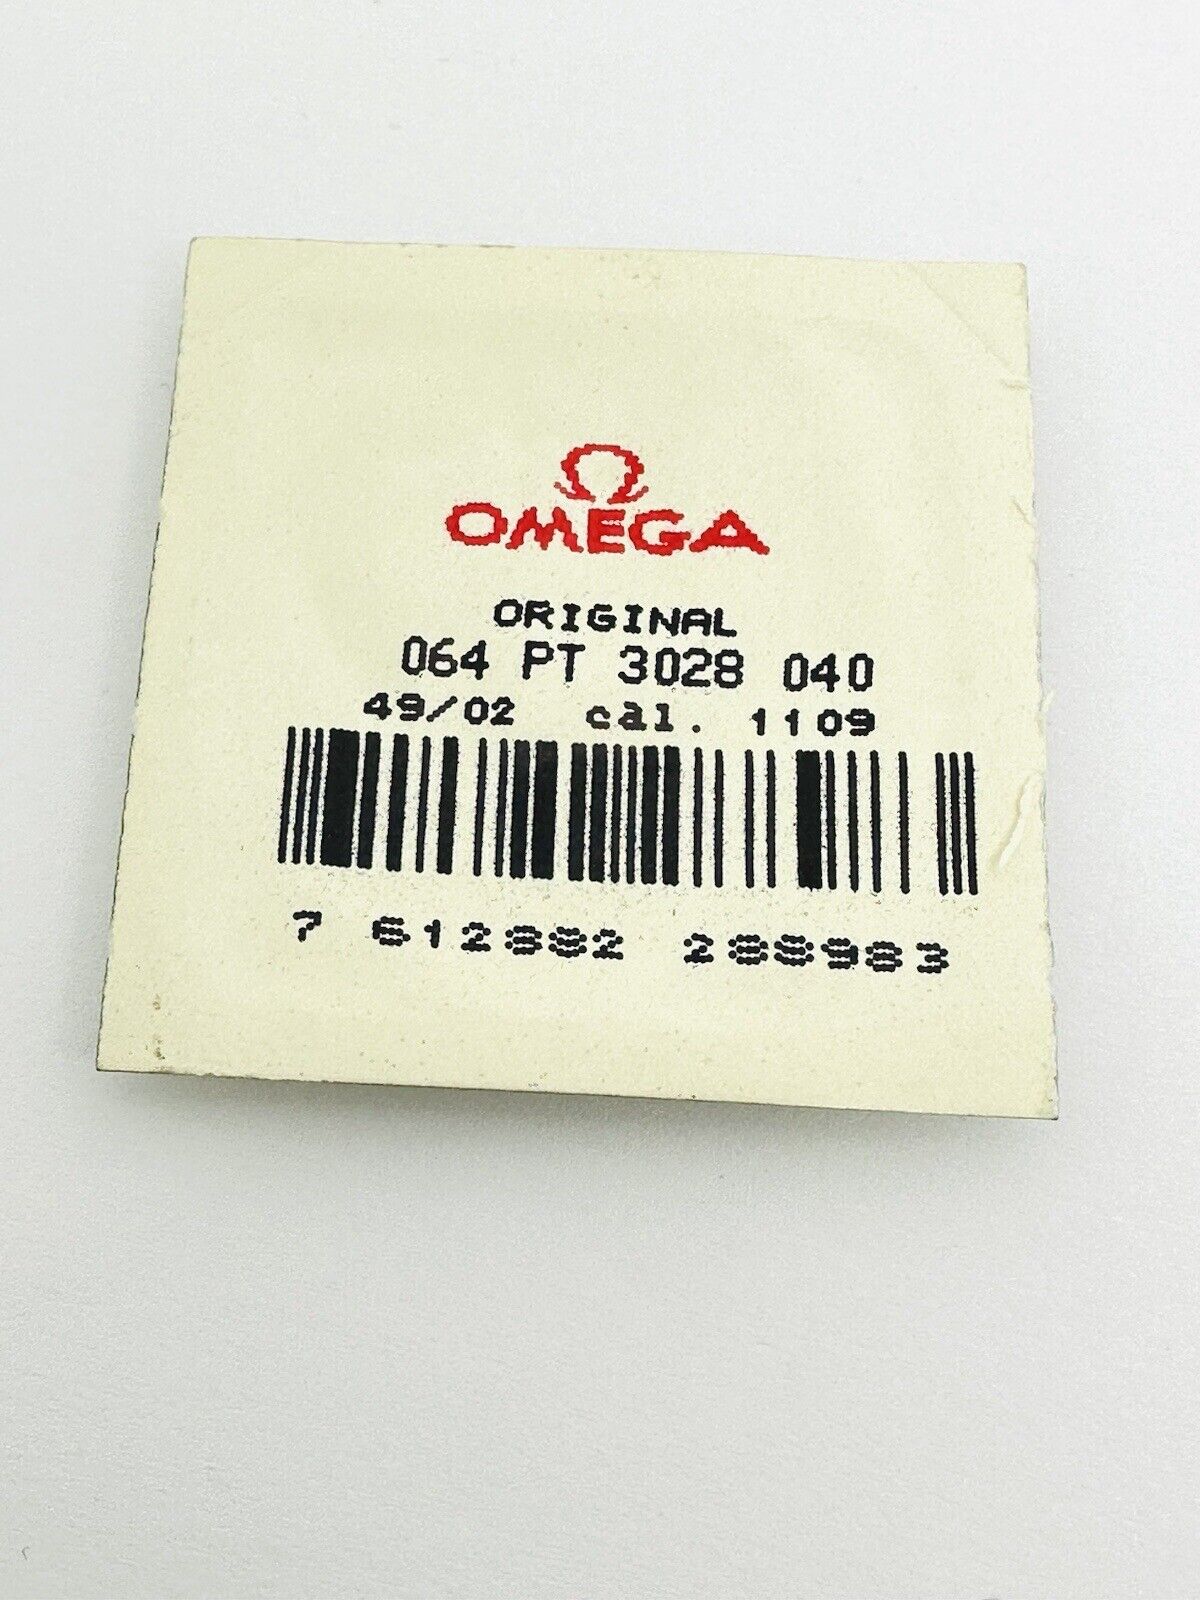 Ω
OMEGA
ORIGINAL
064 PT 3028 040
49/02 cal. 1109
7 612882 288983